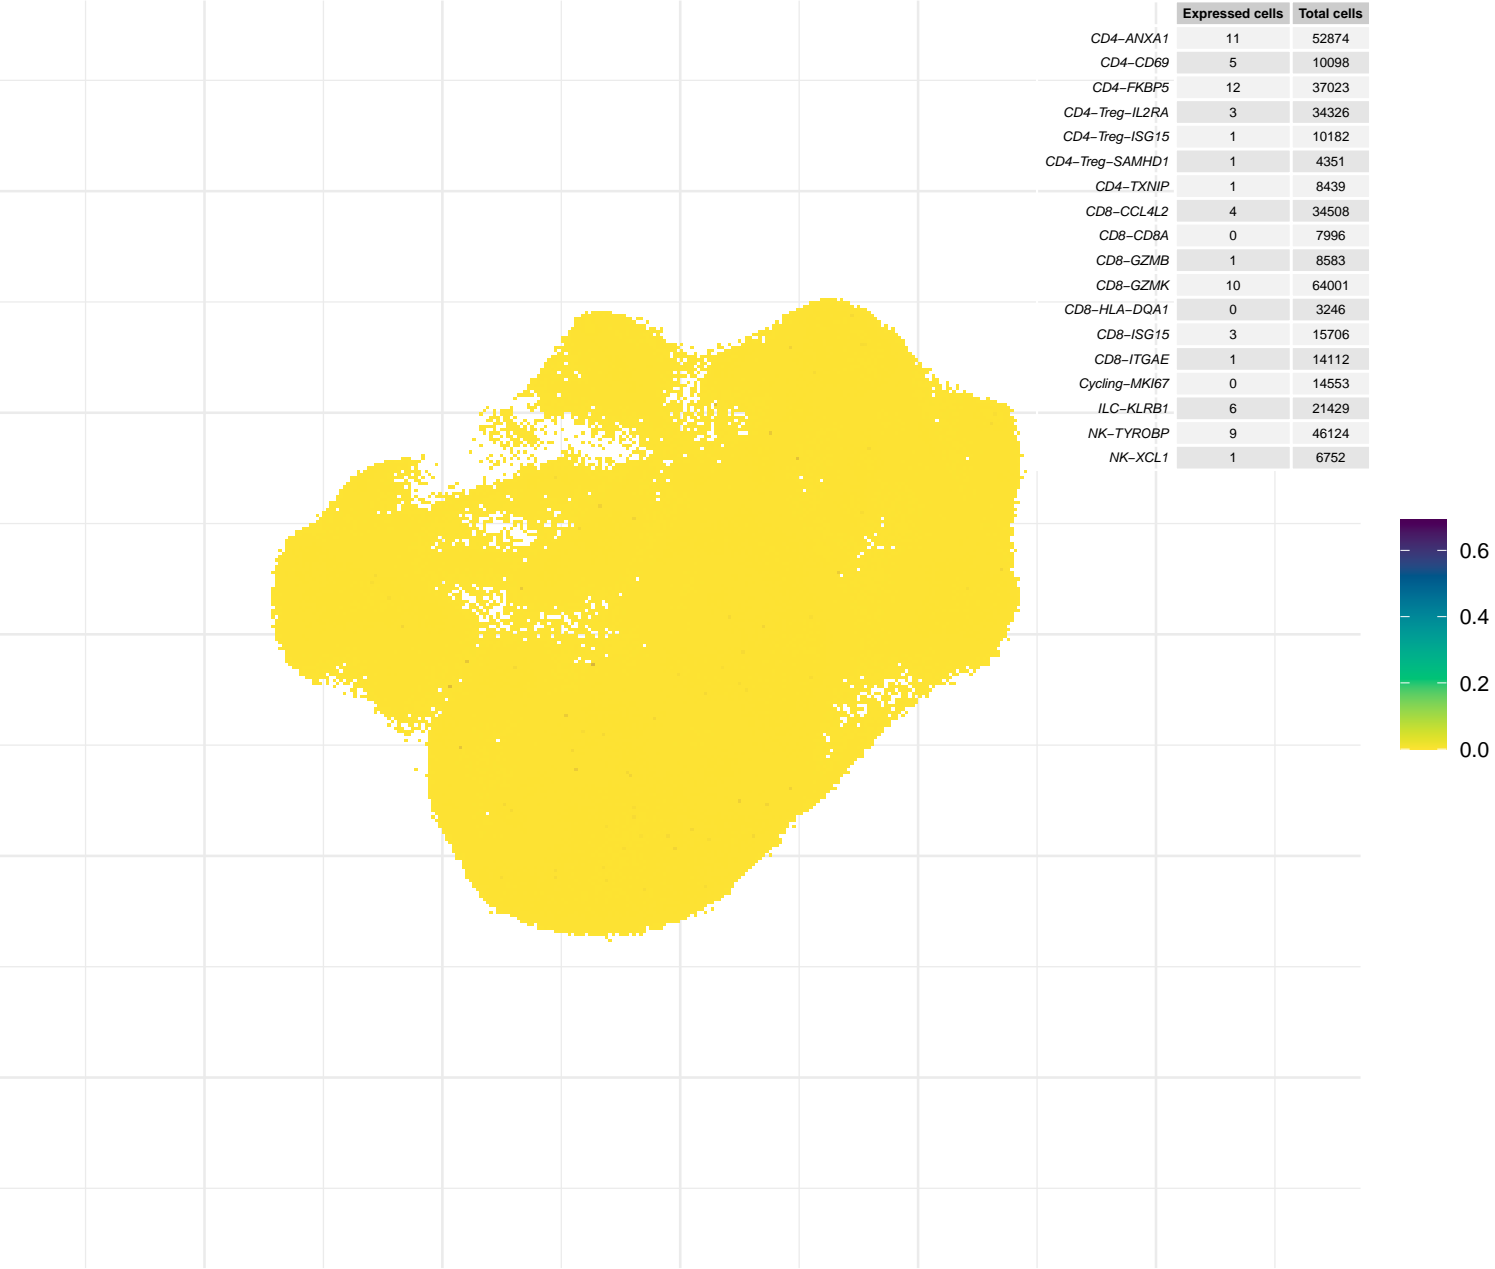 Expressed cells Total cells
CD4−ANXA1 11 52874
CD4−CD69 5 10098
CD4−FKBP5 12 37023
CD4−Treg−IL2RA 3 34326
CD4−Treg−ISG15 1 10182
CD4−Treg−SAMHD1 1 4351
CD4−TXNIP 1 8439
CD8−CCL4L2 4 34508
CD8−CD8A 0 7996
CD8−GZMB 1 8583
CD8−GZMK 10 64001
CD8−HLA−DQA1 0 3246
CD8−ISG15 3 15706
CD8−ITGAE 1 14112
Cycling−MKI67 0 14553
ILC−KLRB1 6 21429
NK−TYROBP 9 46124
NK−XCL1 1 6752
0.6
0.4
0.2
0.0